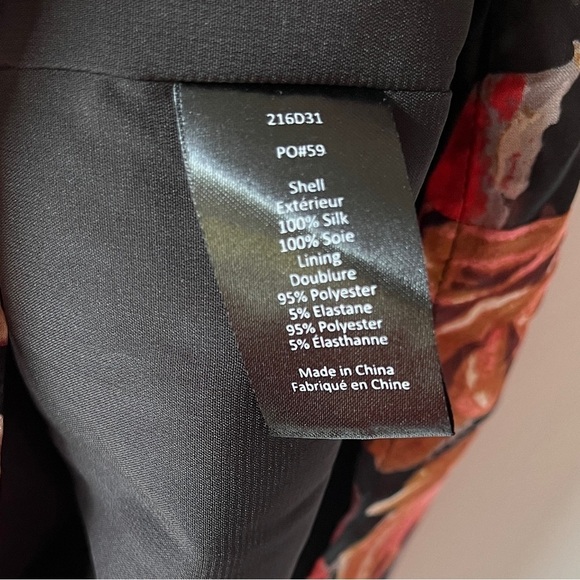 216D31
PO#59
Shell
Extérieur
100% Silk
100% Soie
Lining
Doublure
95% Polyester
5% Elastane
95% Polyester
5% Élasthanne
Made in China
Fabriqué en Chine